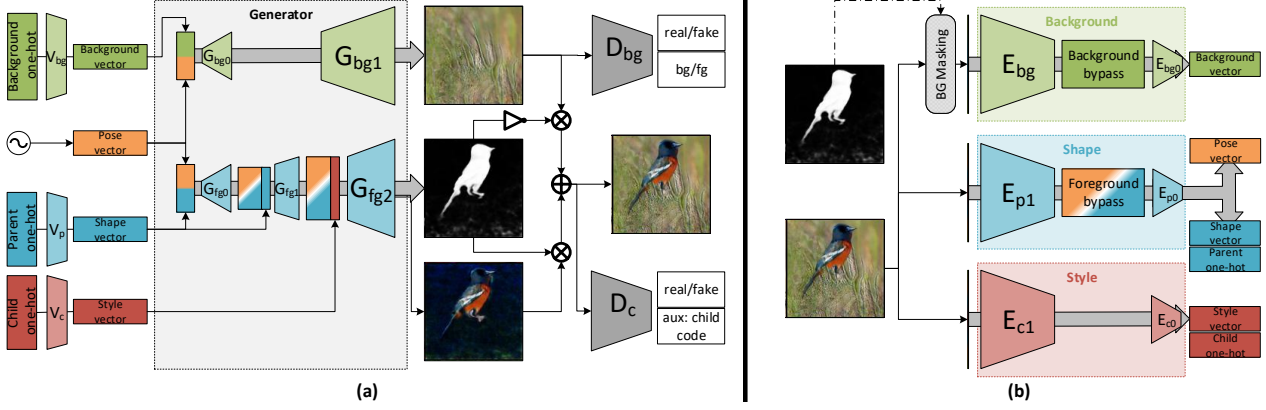 Generator
Background
one-hot
V_bg
Background
vector
G_bg0
G_bg1
D_bg
real/fake
bg/fg
Pose
vector
Parent
one-hot
V_p
Shape
vector
G_fg0
G_fg1
G_fg2
Child
one-hot
V_c
Style
vector
D_c
real/fake
aux: child
code
(a)
BG Masking
Background
E_bg
Background
bypass
E_bg0
Background
vector
Shape
E_p1
Foreground
bypass
E_p0
Pose
vector
Shape
vector
Parent
one-hot
Style
E_c1
E_c0
Style
vector
Child
one-hot
(b)